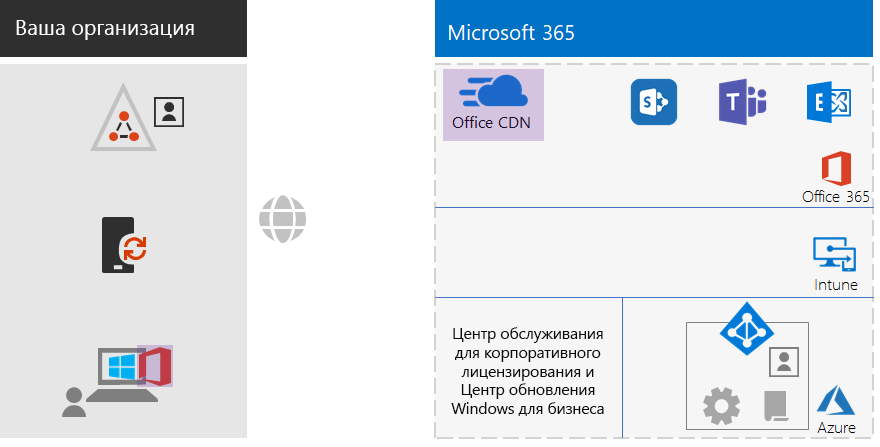 Ваша организация
Microsoft 365
Office CDN
S
T
E
Office 365
Intune
Центр обслуживания
для корпоративного
лицензирования и
Центр обновления
Windows для бизнеса
Azure